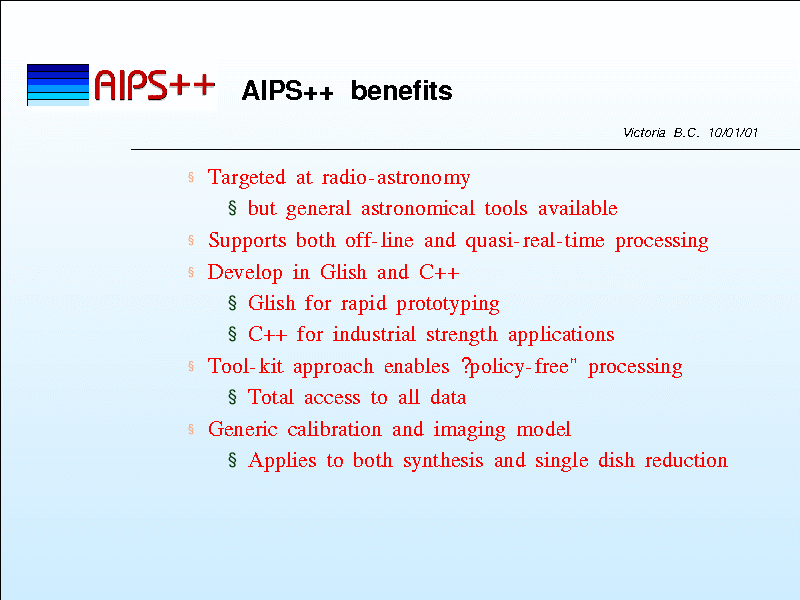 AIPS++
AIPS++ benefits
Victoria B.C. 10/01/01
§ Targeted at radio-astronomy
§ but general astronomical tools available
§ Supports both off-line and quasi-real-time processing
§ Develop in Glish and C++
§ Glish for rapid prototyping
§ C++ for industrial strength applications
§ Tool-kit approach enables ?policy-free" processing
§ Total access to all data
§ Generic calibration and imaging model
§ Applies to both synthesis and single dish reduction